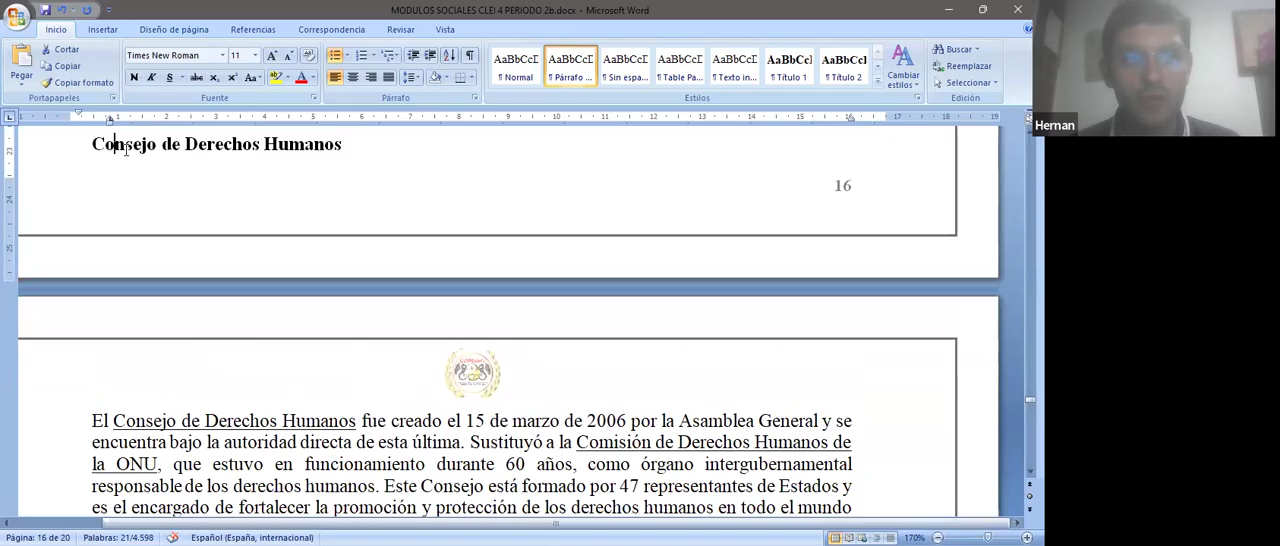 MODULOS SOCIALES CLEI 4 PERIODO 2b.docx - Microsoft Word
Inicio Insertar Diseño de página Referencias Correspondencia Revisar Vista
Pegar
Cortar
Copiar
Copiar formato
Portapapeles
Times New Roman 11
Fuente
Párrafo
AaBbCcD AaBbCcD AaBbCcD AaBbCcD AaBbCcD AaBbC AaBbCc
¶ Normal ¶ Párrafo ... ¶ Sin espa... ¶ Table Pa... ¶ Texto in... ¶ Título 1 ¶ Título 2
Cambiar estilos
Estilos
Buscar
Reemplazar
Seleccionar
Edición
Hernan
Consejo de Derechos Humanos
16
El Consejo de Derechos Humanos fue creado el 15 de marzo de 2006 por la Asamblea General y se
encuentra bajo la autoridad directa de esta última. Sustituyó a la Comisión de Derechos Humanos de
la ONU, que estuvo en funcionamiento durante 60 años, como órgano intergubernamental
responsable de los derechos humanos. Este Consejo está formado por 47 representantes de Estados y
es el encargado de fortalecer la promoción y protección de los derechos humanos en todo el mundo
Página: 16 de 20 Palabras: 21/4.598 Español (España, internacional) 170%